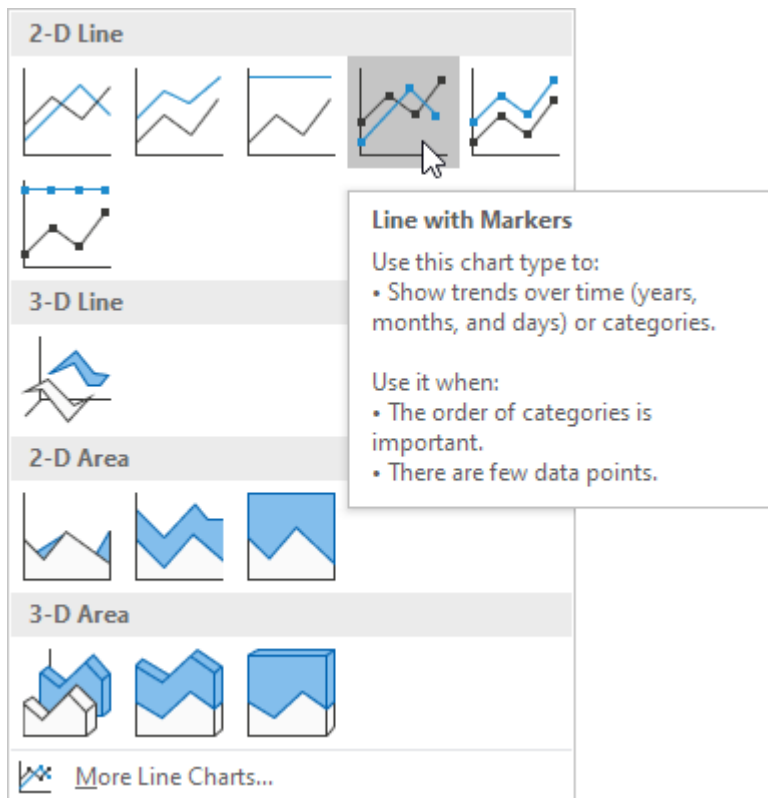 2-D Line
Line with Markers
Use this chart type to:
• Show trends over time (years,
months, and days) or categories.
Use it when:
• The order of categories is
important.
• There are few data points.
3-D Line
2-D Area
3-D Area
More Line Charts...